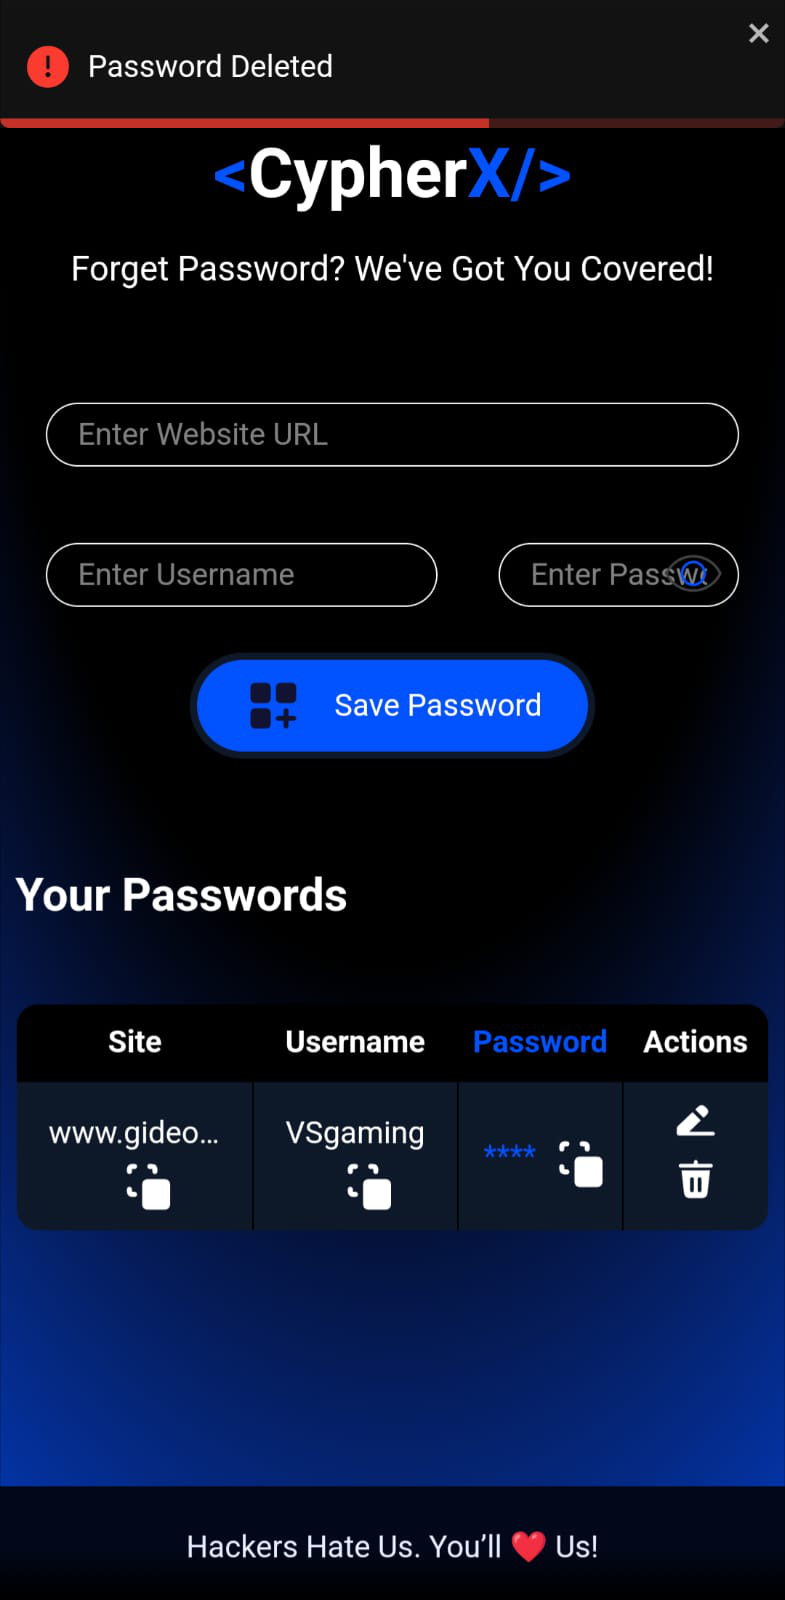 Password Deleted
<CypherX/>
Forget Password? We've Got You Covered!
Enter Website URL
Enter Username Enter
Save Password
Your Passwords
Site Username Password Actions
www.gideo... VSgaming ****
Hackers Hate Us. You’ll ❤️ Us!